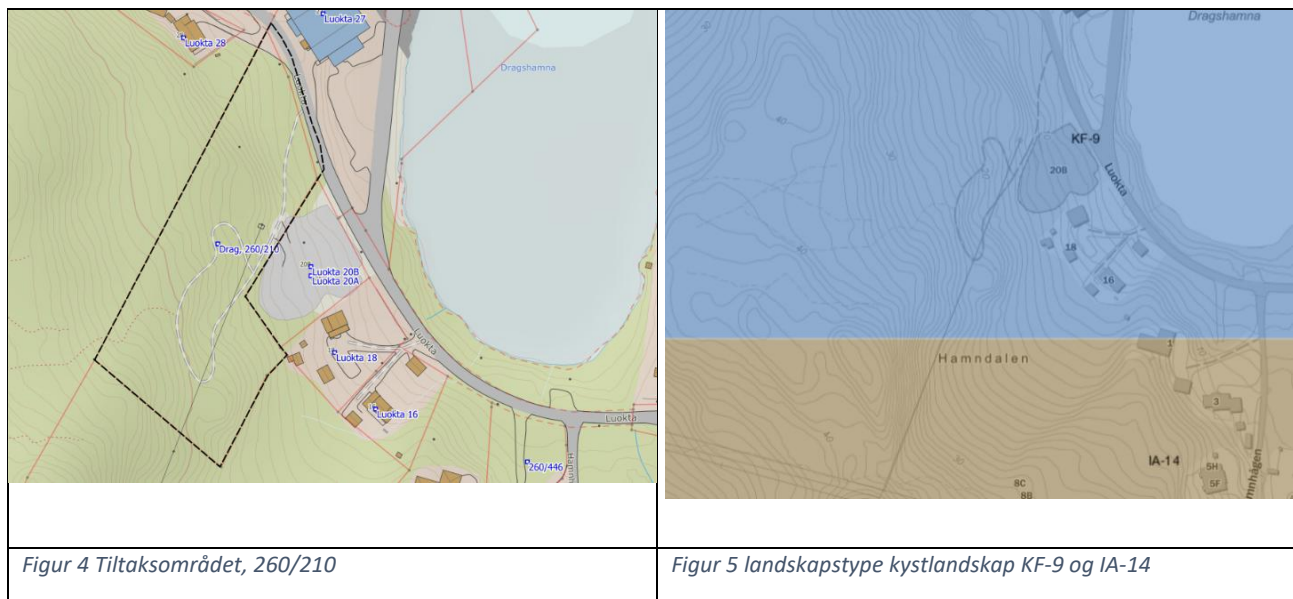 Luokta 28
Luokta 27
Dragshamna
Drag, 260/210
Luokta 20B
Luokta 20A
Luokta 18
Luokta 16
Luokta
Luokta
260/446
Figur 4 Tiltaksområdet, 260/210
Dragshamna
KF-9
20B
Luokta
18
16
1
Hamndalen
3
IA-14
5H
5F
8C
8B
Figur 5 landskapstype kystlandskap KF-9 og IA-14